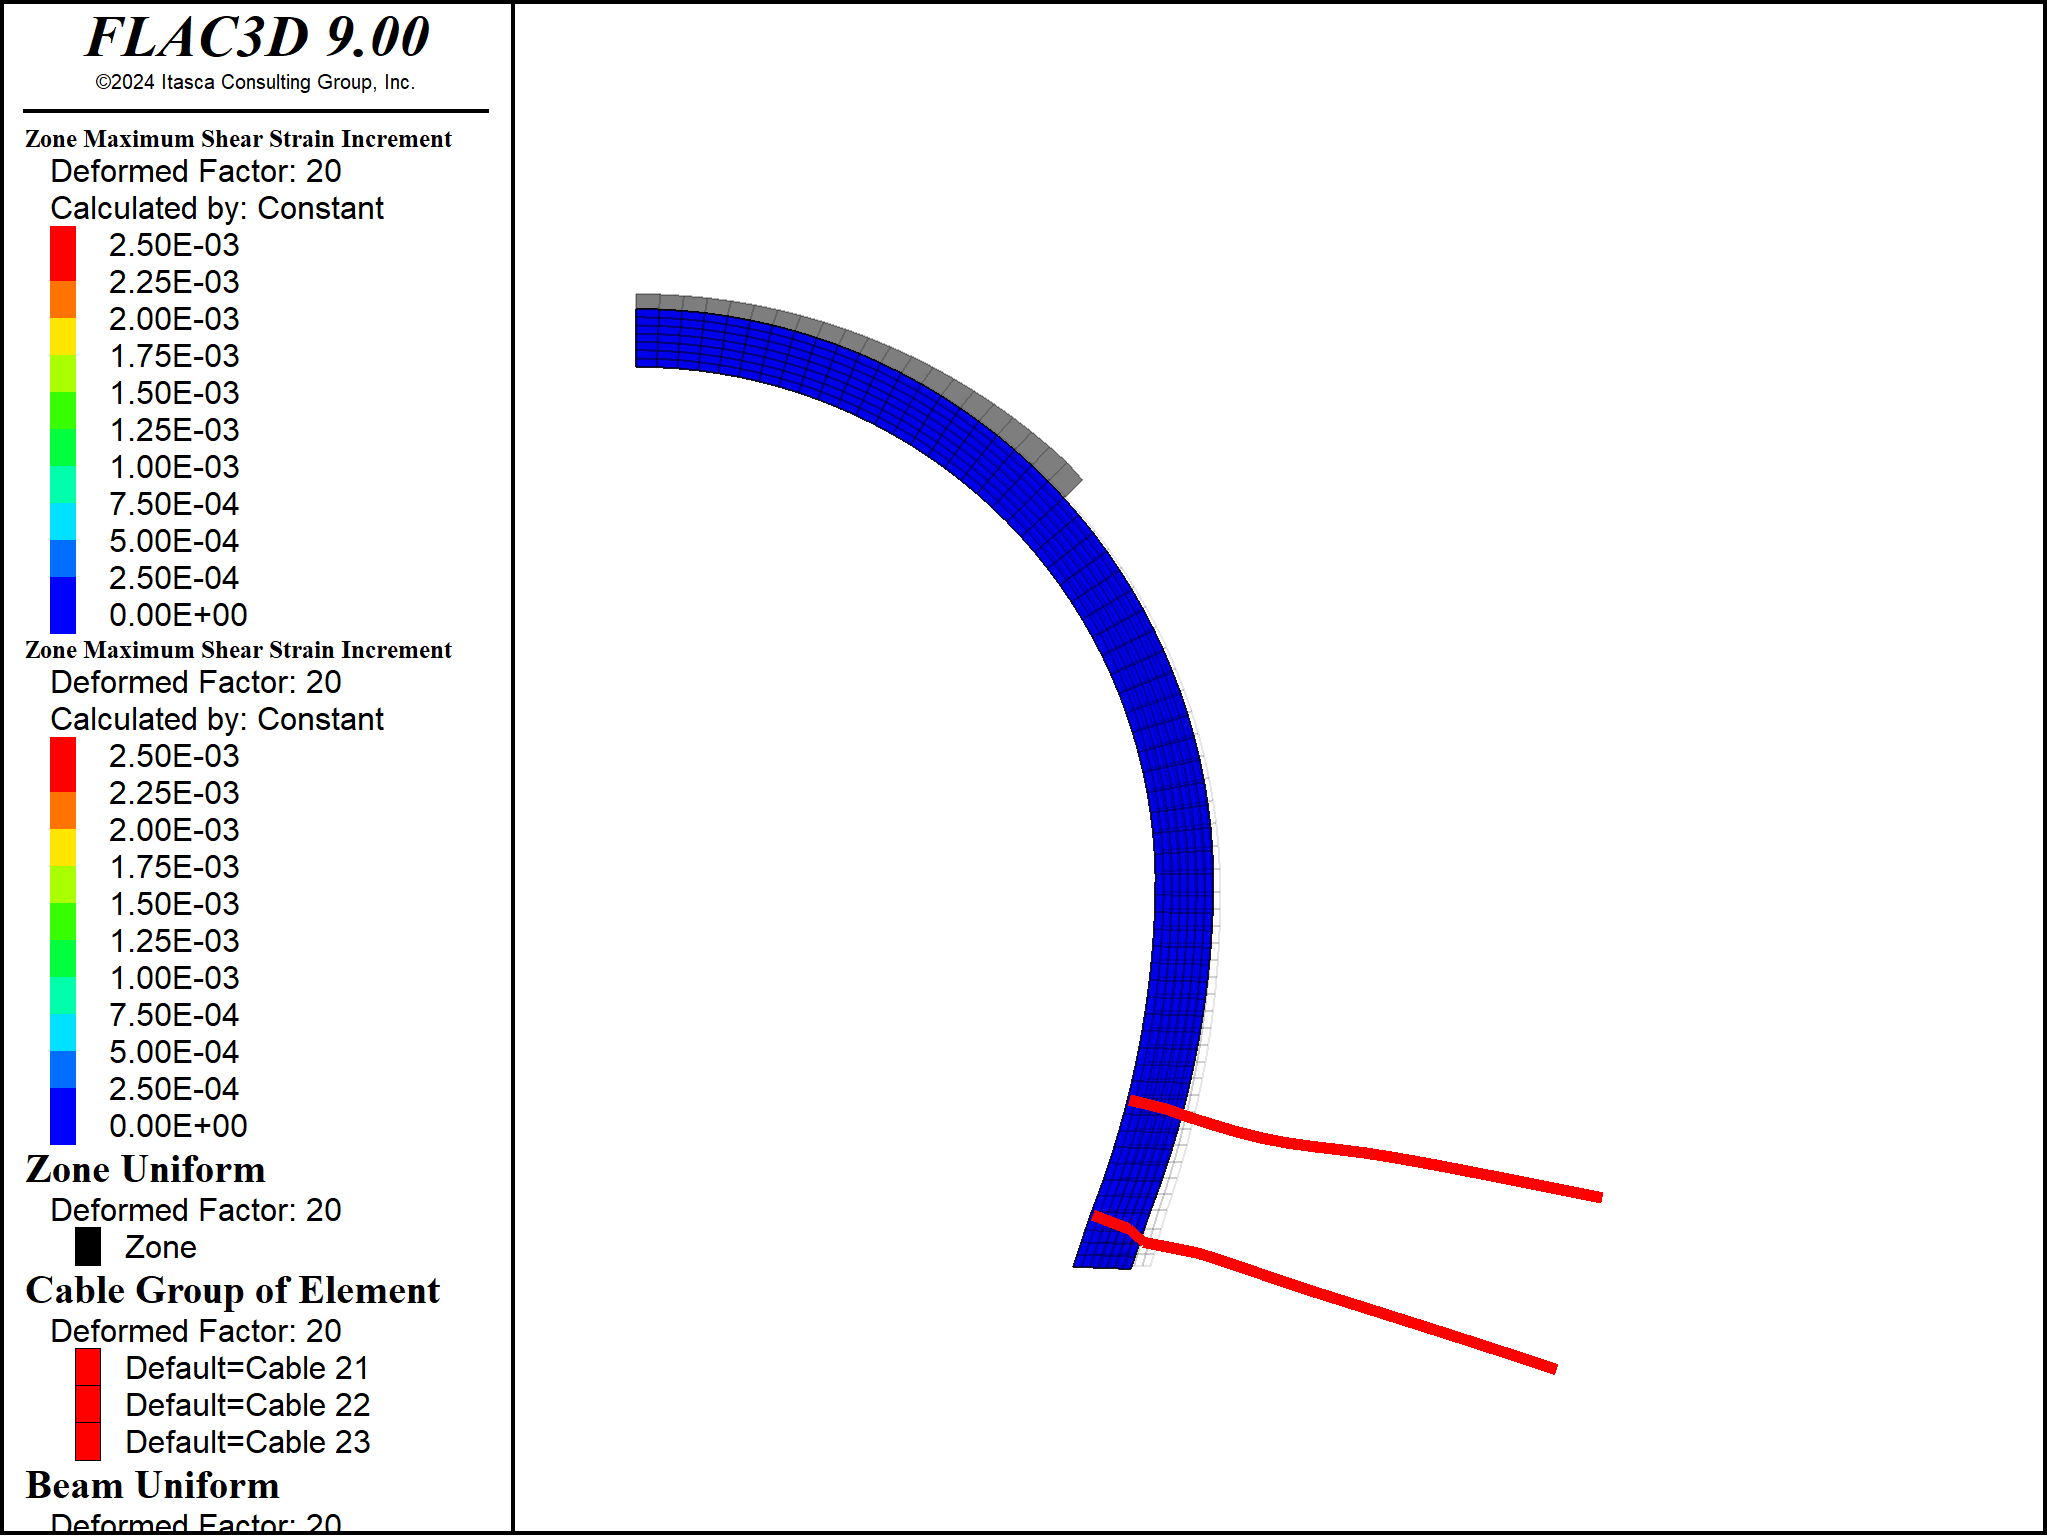 FLAC3D 9.00
©2024 Itasca Consulting Group, Inc.
Zone Maximum Shear Strain Increment
Deformed Factor: 20
Calculated by: Constant
2.50E-03
2.25E-03
2.00E-03
1.75E-03
1.50E-03
1.25E-03
1.00E-03
7.50E-04
5.00E-04
2.50E-04
0.00E+00
Zone Maximum Shear Strain Increment
Deformed Factor: 20
Calculated by: Constant
2.50E-03
2.25E-03
2.00E-03
1.75E-03
1.50E-03
1.25E-03
1.00E-03
7.50E-04
5.00E-04
2.50E-04
0.00E+00
Zone Uniform
Deformed Factor: 20
Zone
Cable Group of Element
Deformed Factor: 20
Default=Cable 21
Default=Cable 22
Default=Cable 23
Beam Uniform
Deformed Factor: 20